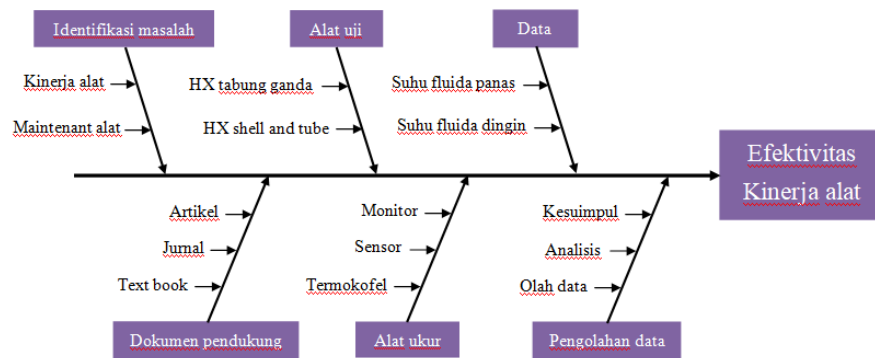 Identifikasi masalah
Alat uji
Data
Kinerja alat
HX tabung ganda
Suhu fluida panas
Maintenant alat
HX shell and tube
Suhu fluida dingin
Efektivitas
Kinerja alat
Artikel
Monitor
Kesuimpul
Jurnal
Sensor
Analisis
Text book
Termokofel
Olah data
Dokumen pendukung
Alat ukur
Pengolahan data